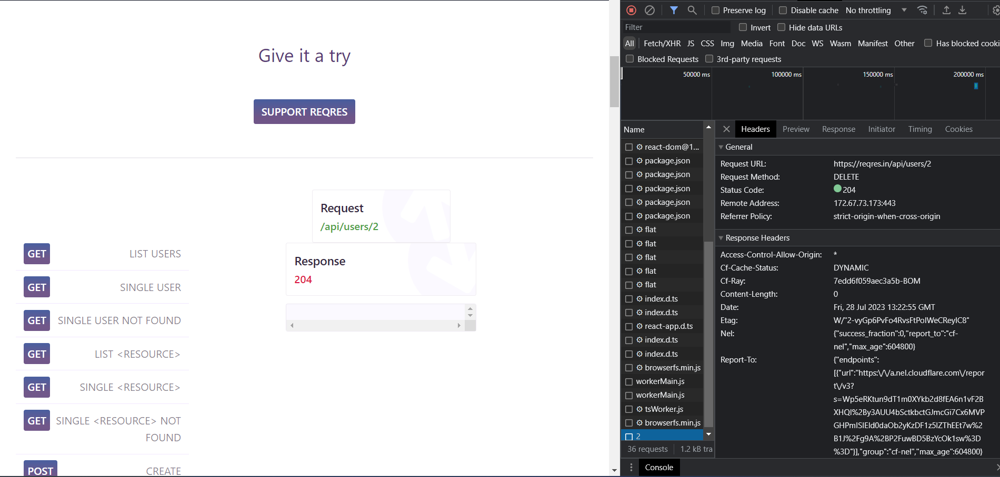 Give it a try
SUPPORT REQRES
Request
/api/users/2
Response
204
GET LIST USERS
GET SINGLE USER
GET SINGLE USER NOT FOUND
GET LIST <RESOURCE>
GET SINGLE <RESOURCE>
GET SINGLE <RESOURCE> NOT
FOUND
POST CREATE
Preserve log Disable cache No throttling
Filter Invert Hide data URLs
All Fetch/XHR JS CSS Img Media Font Doc WS Wasm Manifest Other Has blocked cooki
Blocked Requests 3rd-party requests
50000 ms 100000 ms 150000 ms 200000 ms
Name
react-dom@1...
package.json
package.json
package.json
package.json
package.json
flat
flat
flat
flat
flat
index.d.ts
index.d.ts
react-app.d.ts
index.d.ts
index.d.ts
browserfs.min.js
workerMain.js
workerMain.js
tsWorker.js
browserfs.min.js
2
36 requests 1.2 kB tra
Headers Preview Response Initiator Timing Cookies
General
Request URL: https://reqres.in/api/users/2
Request Method: DELETE
Status Code: 204
Remote Address: 172.67.73.173:443
Referrer Policy: strict-origin-when-cross-origin
Response Headers
Access-Control-Allow-Origin: *
Cf-Cache-Status: DYNAMIC
Cf-Ray: 7edd6f059aec3a5b-BOM
Content-Length: 0
Date: Fri, 28 Jul 2023 13:22:55 GMT
Etag: W/"2-vyGp6PvFo4RvsFtPoIWeCReyIC8"
Nel: {"success_fraction":0,"report_to":"cf-
nel","max_age":604800}
Report-To: {"endpoints":
[{"url":"https:\/\/a.nel.cloudflare.com\/repor
t\/v3?
s=Wp5eRKtun9dT1m0XYkb2d8fEA6n1vF2B
XHQI%2By3AUU4bSctkbctGJmcGi7Cx6MVP
GHPmISIEld0daOb2yKzDF1z5IZThEEt7w%2
B1J%2Fg9A%2BP2FuwBD5BzYcOk1sw%3D
%3D"}],"group":"cf-nel","max_age":604800}
Console